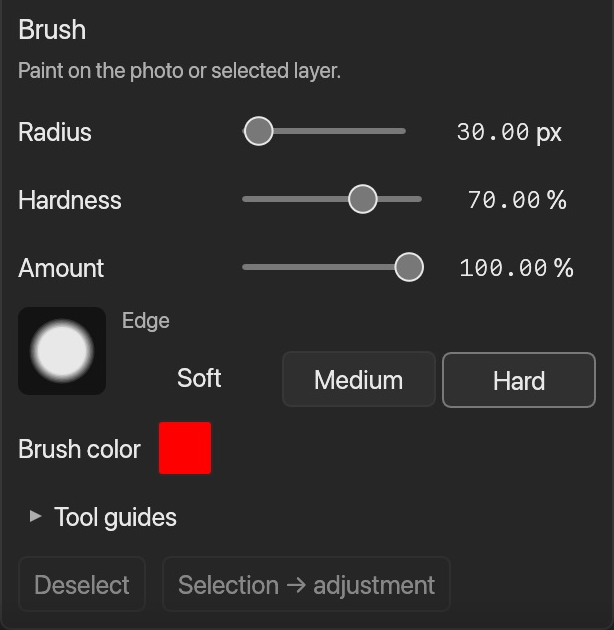 Brush
Paint on the photo or selected layer.
Radius 30.00 px
Hardness 70.00 %
Amount 100.00 %
Edge
Soft Medium Hard
Brush color
Tool guides
Deselect Selection → adjustment